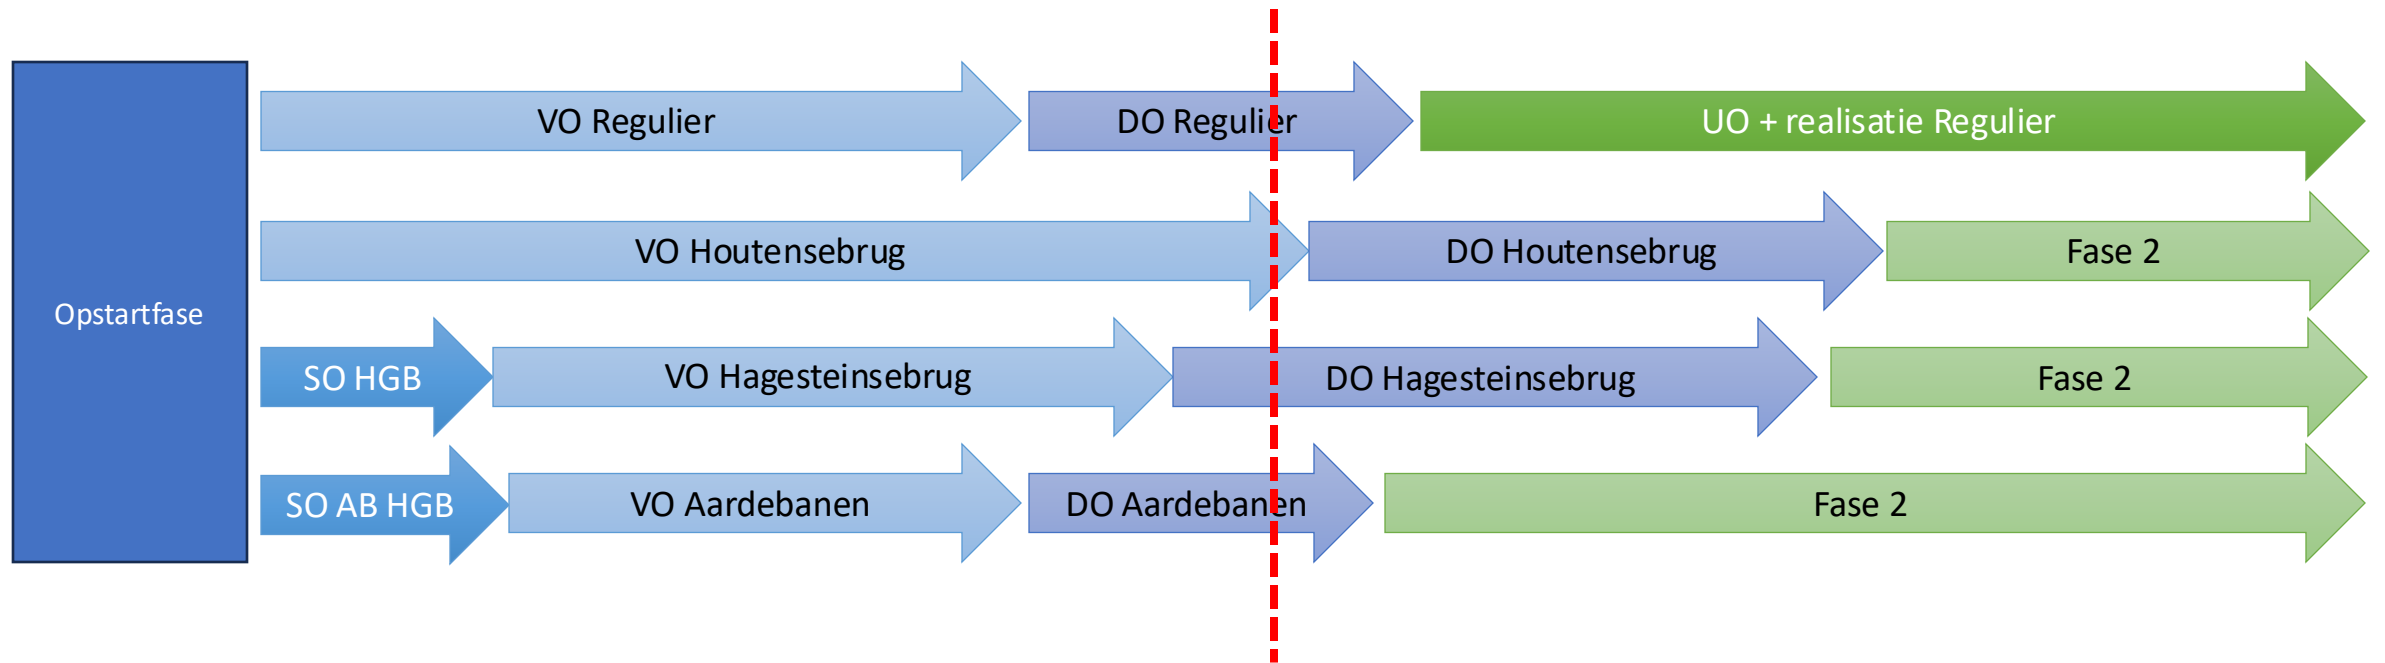 VO Regulier
DO Regulier
UO + realisatie Regulier
VO Houtensebrug
DO Houtensebrug
Fase 2
Opstartfase
SO HGB
VO Hagesteinsebrug
DO Hagesteinsebrug
Fase 2
SO AB HGB
VO Aardebanen
DO Aardebanen
Fase 2